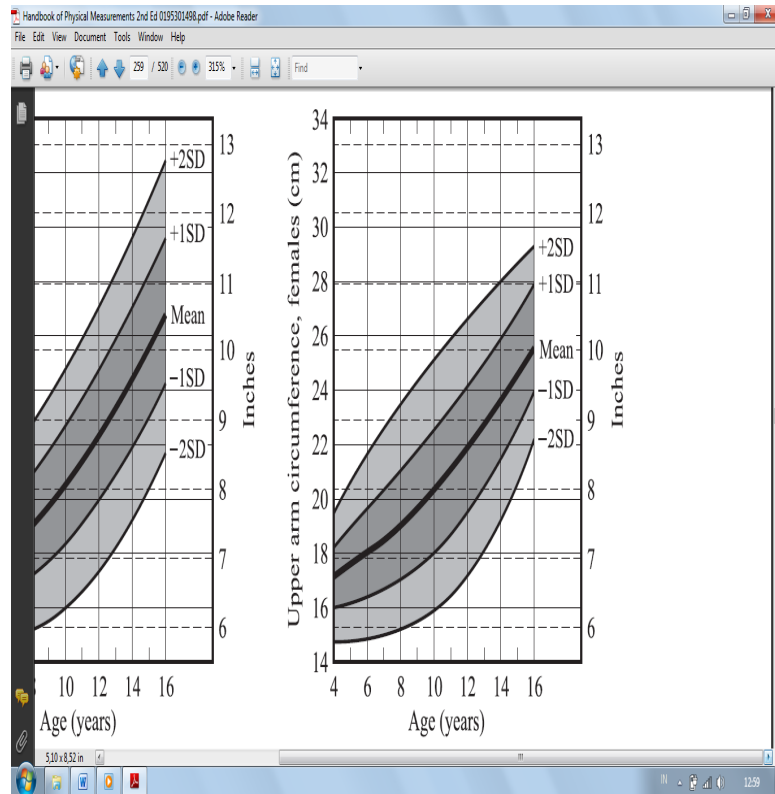 Handbook of Physical Measurements 2nd Ed 0195301498.pdf - Adobe Reader
File Edit View Document Tools Window Help
259 / 520 315% Find
13
12
11
10
9
8
7
6
Inches
+2SD
+1SD
Mean
−1SD
−2SD
10 12 14 16
Age (years)
Upper arm circumference, females (cm)
34
32
30
28
26
24
22
20
18
16
14
+2SD
+1SD
Mean
−1SD
−2SD
13
12
11
10
9
8
7
6
Inches
4 6 8 10 12 14 16
Age (years)
5,10 x 8,52 in
IN 12:59